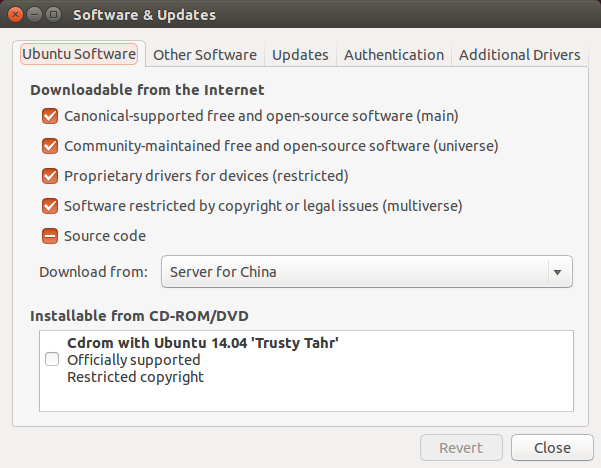 Software & Updates
Ubuntu Software
Other Software
Updates
Authentication
Additional Drivers
Downloadable from the Internet
Canonical-supported free and open-source software (main)
Community-maintained free and open-source software (universe)
Proprietary drivers for devices (restricted)
Software restricted by copyright or legal issues (multiverse)
Source code
Download from:
Server for China
Installable from CD-ROM/DVD
Cdrom with Ubuntu 14.04 'Trusty Tahr'
Officially supported
Restricted copyright
Revert
Close